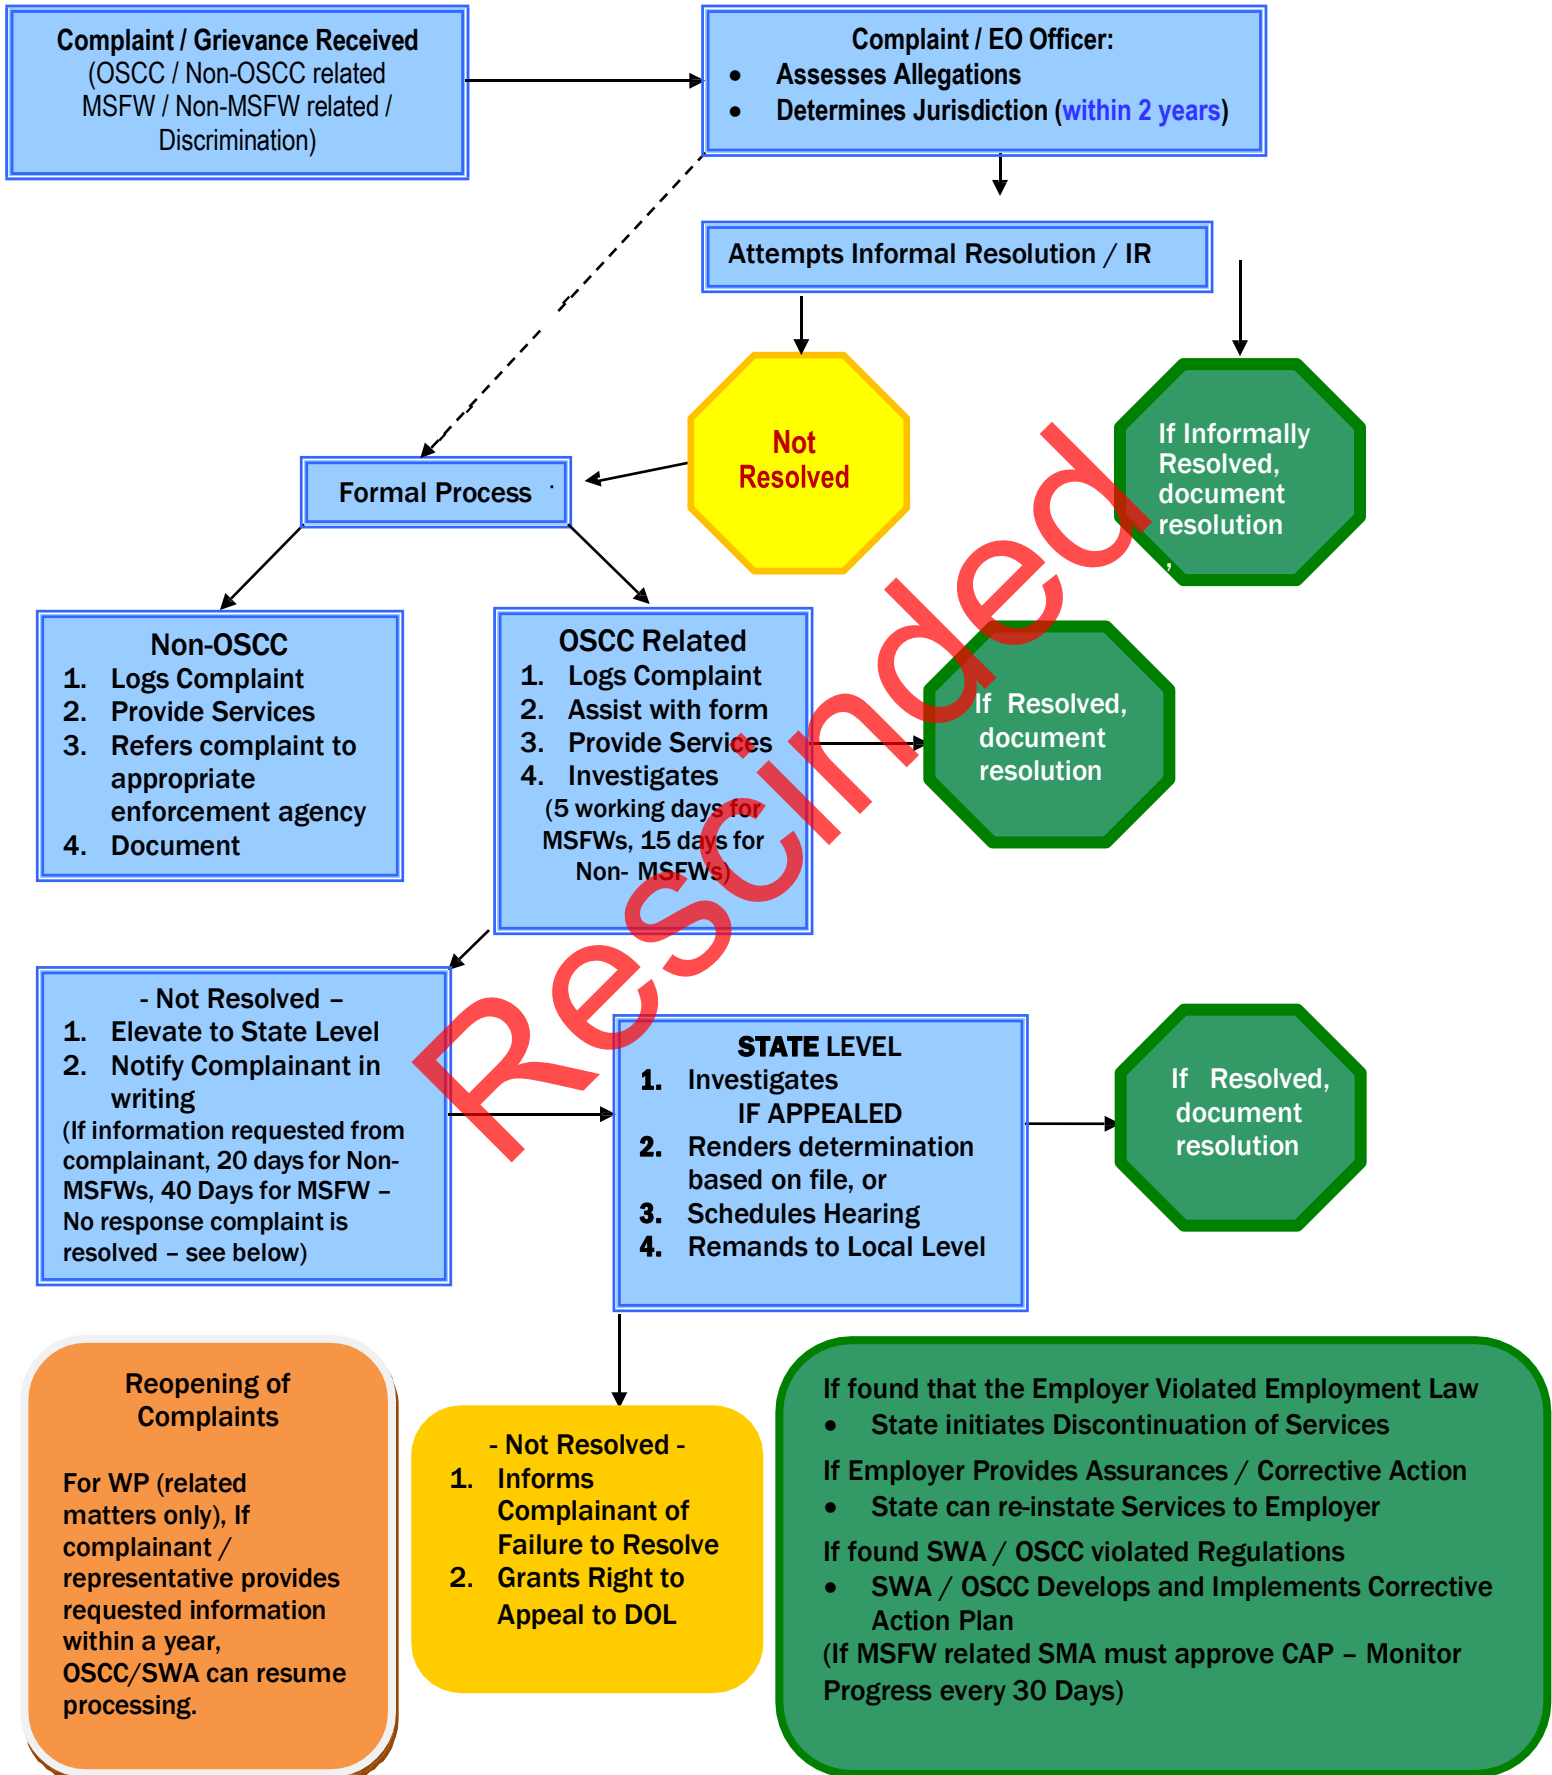 Complaint / Grievance Received
(OSCC / Non-OSCC related
MSFW / Non-MSFW related /
Discrimination)
Complaint / EO Officer:
• Assesses Allegations
• Determines Jurisdiction (within 2 years)
Attempts Informal Resolution / IR
Not
Resolved
If Informally
Resolved,
document
resolution
,
Formal Process .
Non-OSCC
1. Logs Complaint
2. Provide Services
3. Refers complaint to
appropriate
enforcement agency
4. Document
OSCC Related
1. Logs Complaint
2. Assist with form
3. Provide Services
4. Investigates
(5 working days for
MSFWs, 15 days for
Non- MSFWs)
If Resolved,
document
resolution
- Not Resolved –
1. Elevate to State Level
2. Notify Complainant in
writing
(If information requested from
complainant, 20 days for Non-
MSFWs, 40 Days for MSFW –
No response complaint is
resolved – see below)
STATE LEVEL
1. Investigates
IF APPEALED
2. Renders determination
based on file, or
3. Schedules Hearing
4. Remands to Local Level
If Resolved,
document
resolution
Reopening of
Complaints
For WP (related
matters only), If
complainant /
representative provides
requested information
within a year,
OSCC/SWA can resume
processing.
- Not Resolved -
1. Informs
Complainant of
Failure to Resolve
2. Grants Right to
Appeal to DOL
If found that the Employer Violated Employment Law
• State initiates Discontinuation of Services
If Employer Provides Assurances / Corrective Action
• State can re-instate Services to Employer
If found SWA / OSCC violated Regulations
• SWA / OSCC Develops and Implements Corrective
Action Plan
(If MSFW related SMA must approve CAP – Monitor
Progress every 30 Days)
Rescinded